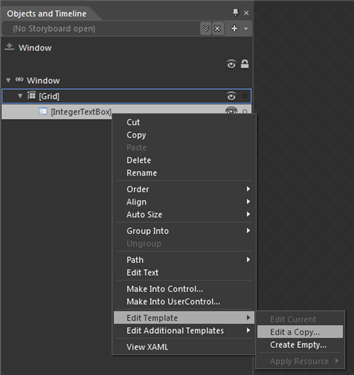 Objects and Timeline
(No Storyboard open)
Window
Window
[Grid]
[IntegerTextBox]
Cut
Copy
Paste
Delete
Rename
Order
Align
Auto Size
Group Into
Ungroup
Path
Edit Text
Make Into Control...
Make Into UserControl...
Edit Template
Edit Additional Templates
View XAML
Edit Current
Edit a Copy...
Create Empty...
Apply Resource